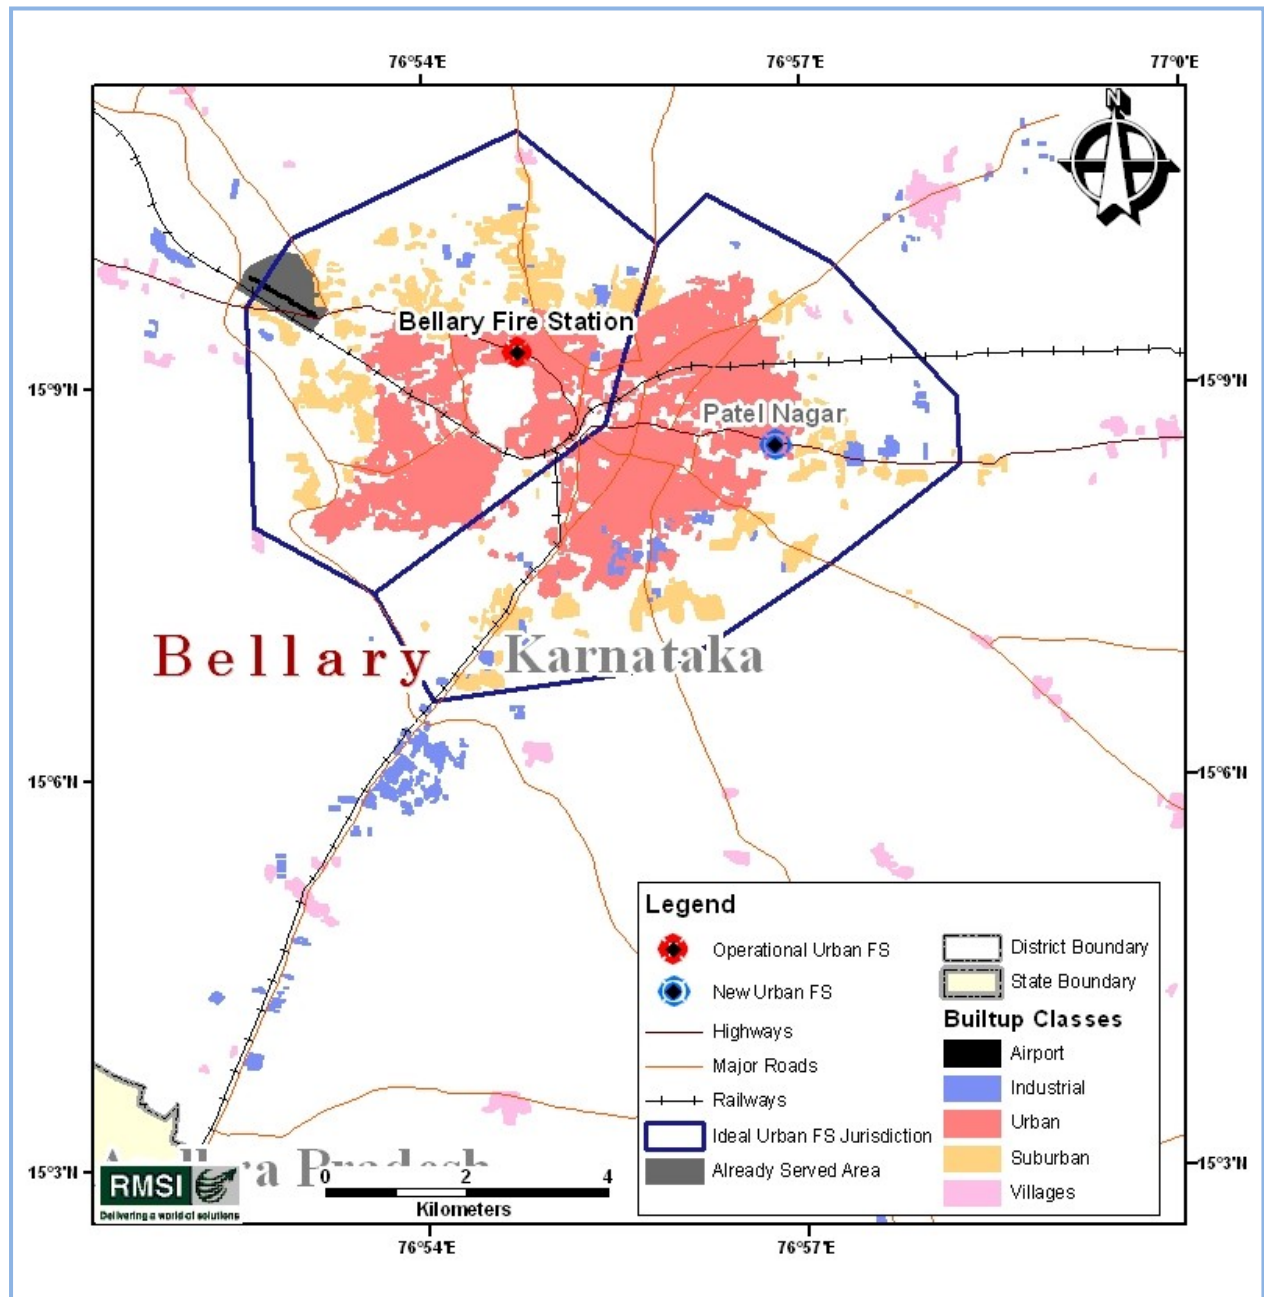 76°54'E 76°57'E 77°0'E
N
Bellary Fire Station
15°9'N 15°9'N
Patel Nagar
Bellary
Karnataka
15°6'N 15°6'N
Legend
Operational Urban FS
New Urban FS
Highways
Major Roads
Railways
Ideal Urban FS Jurisdiction
Already Served Area
District Boundary
State Boundary
Builtup Classes
Airport
Industrial
Urban
Suburban
Villages
15°3'N 15°3'N
Pradesh
RMSI
Delivering a world of solutions
0 2 4
Kilometers
76°54'E 76°57'E